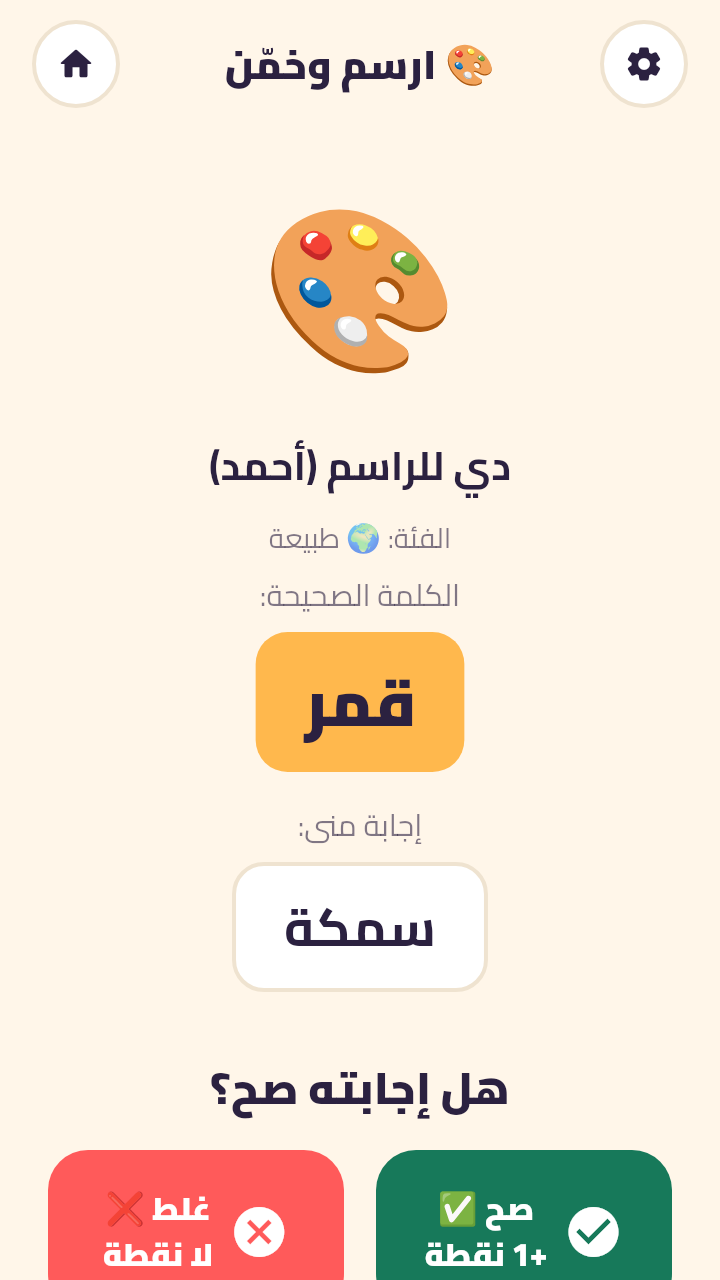 🎨 ارسم وخمّن
دي للراسم (أحمد)
الفئة: 🌍 طبيعة
الكلمة الصحيحة:
قمر
إجابة منى:
سمكة
هل إجابته صح؟
صح ✅
+1 نقطة
غلط ❌
لا نقطة